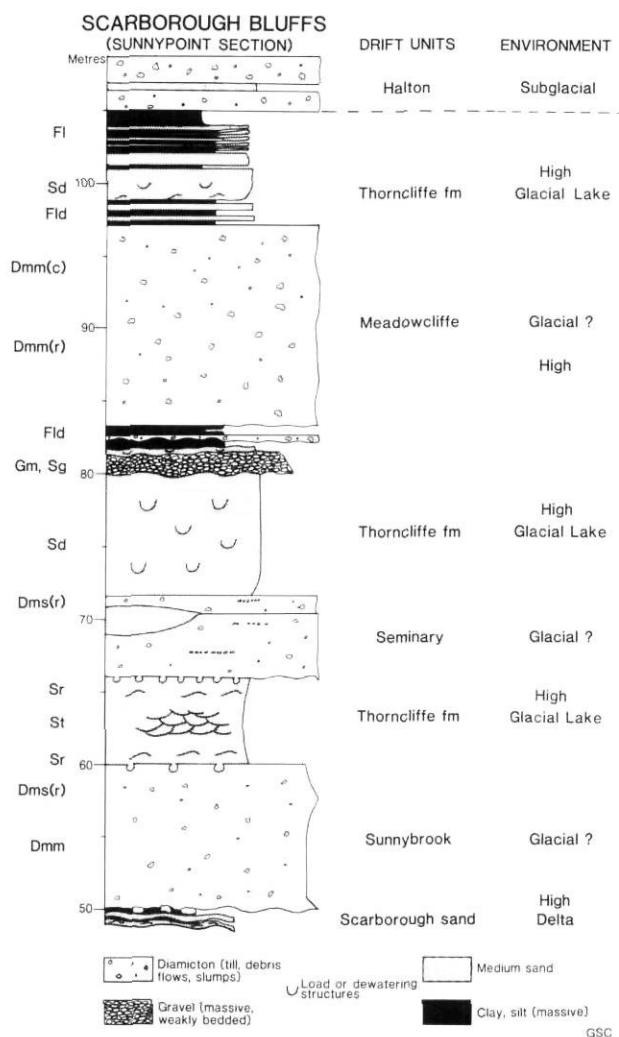 SCARBOROUGH BLUFFS
(SUNNYPOINT SECTION)
DRIFT UNITS
ENVIRONMENT
Metres
Halton
Subglacial
Fl
100
Sd
Thorncliffe fm
High
Glacial Lake
Fld
Dmm(c)
90
Meadowcliffe
Glacial ?
Dmm(r)
High
Fld
Gm, Sg
80
Sd
Thorncliffe fm
High
Glacial Lake
Dms(r)
70
Seminary
Glacial ?
Sr
St
Thorncliffe fm
High
Glacial Lake
Sr
60
Dms(r)
Dmm
Sunnybrook
Glacial ?
50
Scarborough sand
High
Delta
Diamicton (till, debris
flows, slumps)
Load or dewatering
structures
Medium sand
Gravel (massive,
weakly bedded)
Clay, silt (massive)
GSC